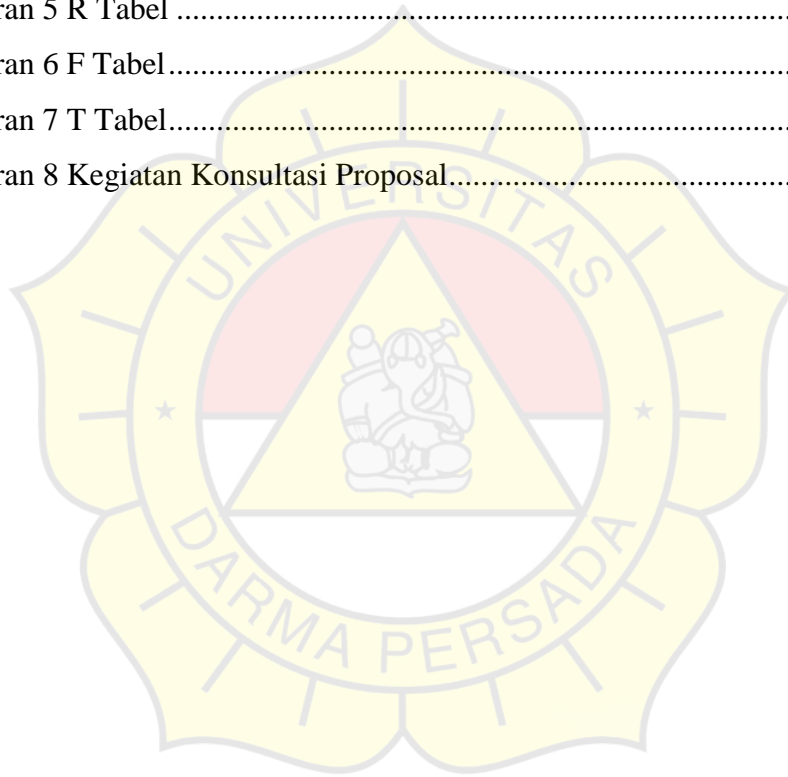 ran 5 R Tabel ....................................................................................
ran 6 F Tabel....................................................................................
ran 7 T Tabel....................................................................................
ran 8 Kegiatan Konsultasi Proposal..........................................
UNIVERSITAS
DARMA PERSADA